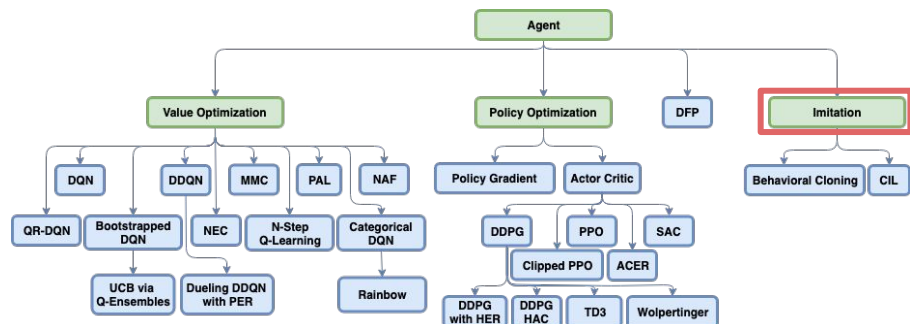 Agent
Value Optimization
Policy Optimization
DFP
Imitation
DQN
DDQN
MMC
PAL
NAF
Policy Gradient
Actor Critic
Behavioral Cloning
CIL
QR-DQN
Bootstrapped
DQN
NEC
N-Step
Q-Learning
Categorical
DQN
DDPG
PPO
SAC
Clipped PPO
ACER
UCB via
Q-Ensembles
Dueling DDQN
with PER
Rainbow
DDPG
with HER
DDPG
HAC
TD3
Wolpertinger